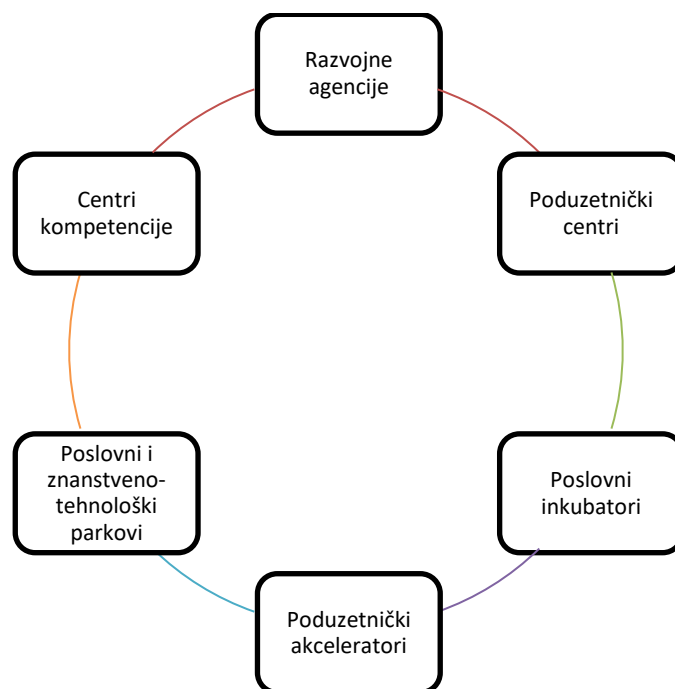 Razvojne
agencije
Poduzetnički
centri
Poslovni
inkubatori
Poduzetnički
akceleratori
Poslovni i
znanstveno-
tehnološki
parkovi
Centri
kompetencije